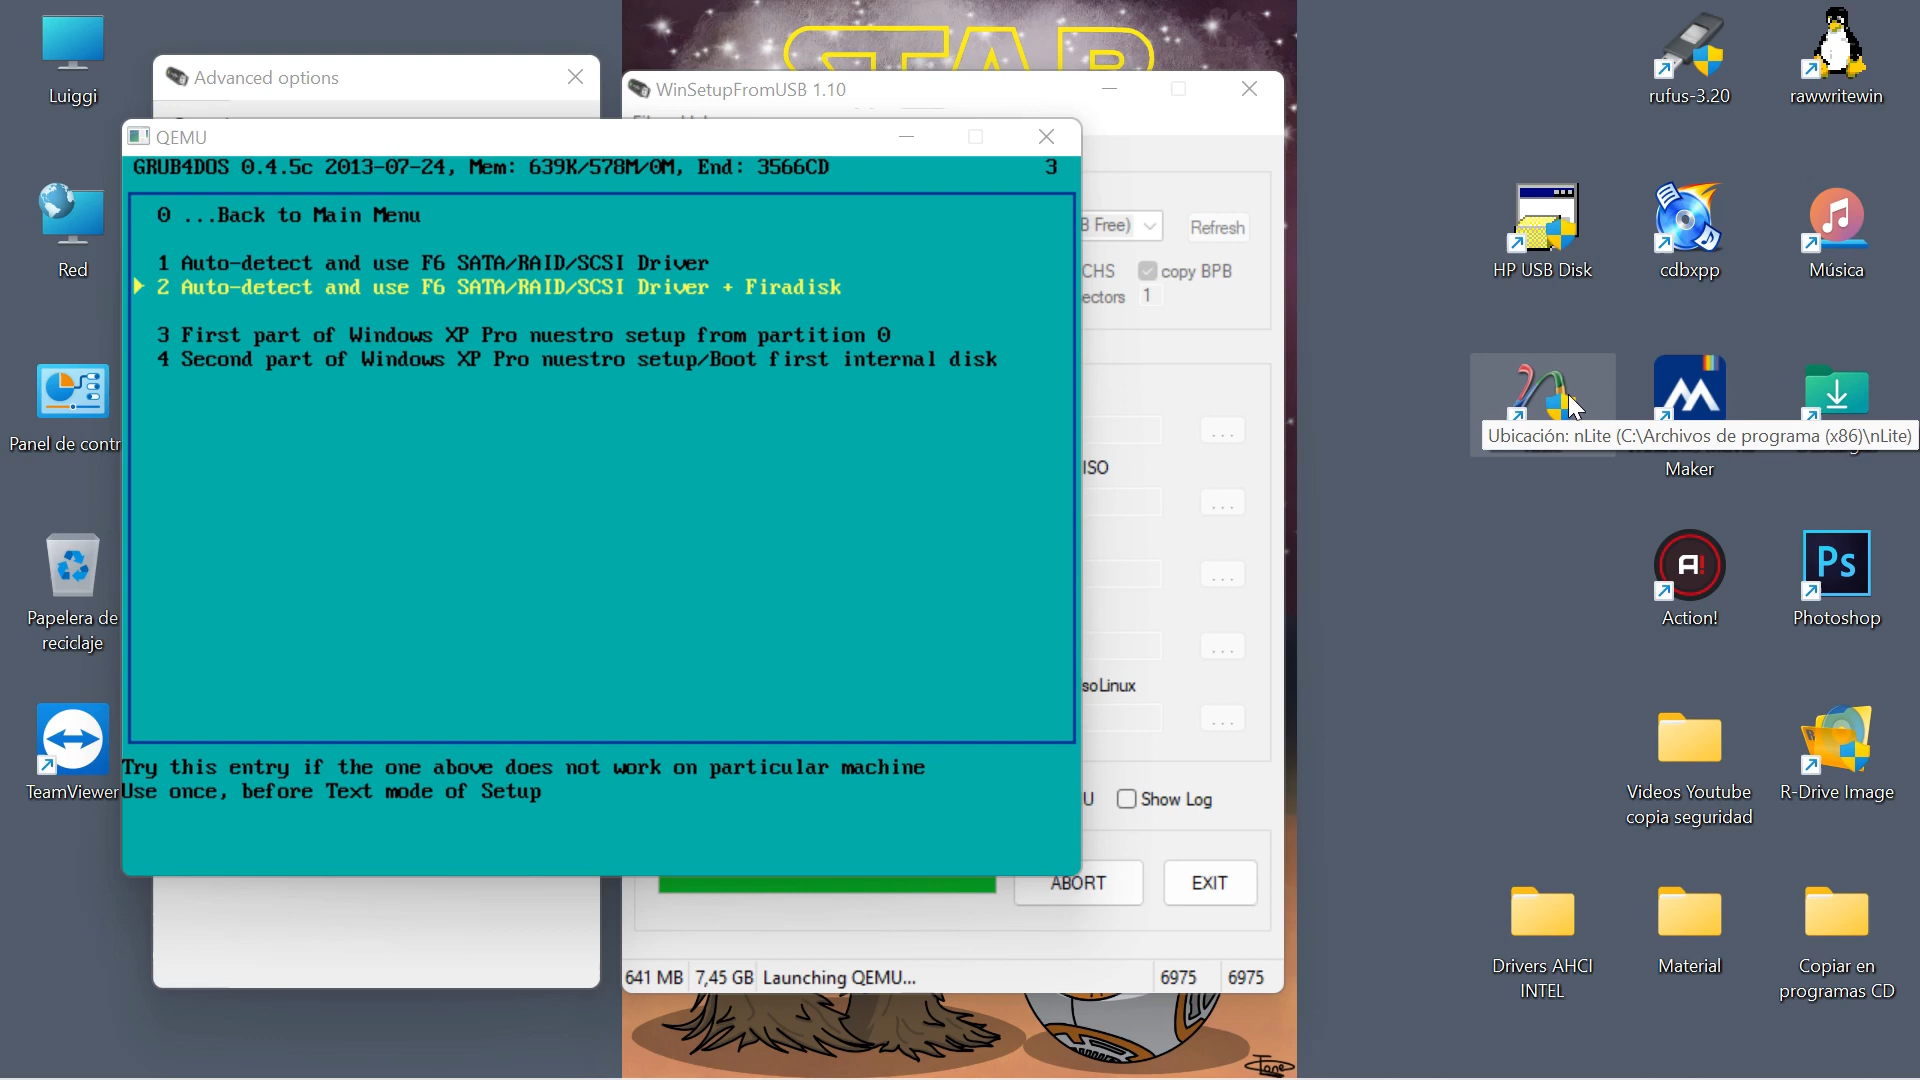 Luiggi
Red
Panel de contr
Papelera de
reciclaje
TeamViewer
Advanced options
STAR
WinSetupFromUSB 1.10
B Free)
Refresh
CHS
copy BPB
ectors
1
...
ISO
...
...
...
soLinux
...
U
Show Log
ABORT
EXIT
641 MB
7,45 GB
Launching QEMU...
6975
6975
QEMU
GRUB4DOS 0.4.5c 2013-07-24, Mem: 639K/578M/0M, End: 3566CD
3
0 ...Back to Main Menu
1 Auto-detect and use F6 SATA/RAID/SCSI Driver
2 Auto-detect and use F6 SATA/RAID/SCSI Driver + Firadisk
3 First part of Windows XP Pro nuestro setup from partition 0
4 Second part of Windows XP Pro nuestro setup/Boot first internal disk
Try this entry if the one above does not work on particular machine
Use once, before Text mode of Setup
rufus-3.20
rawwritewin
HP USB Disk
cdbxpp
Música
Ubicación: nLite (C:\Archivos de programa (x86)\nLite)
Maker
A!
Action!
Ps
Photoshop
Videos Youtube
copia seguridad
R-Drive Image
Drivers AHCI
INTEL
Material
Copiar en
programas CD